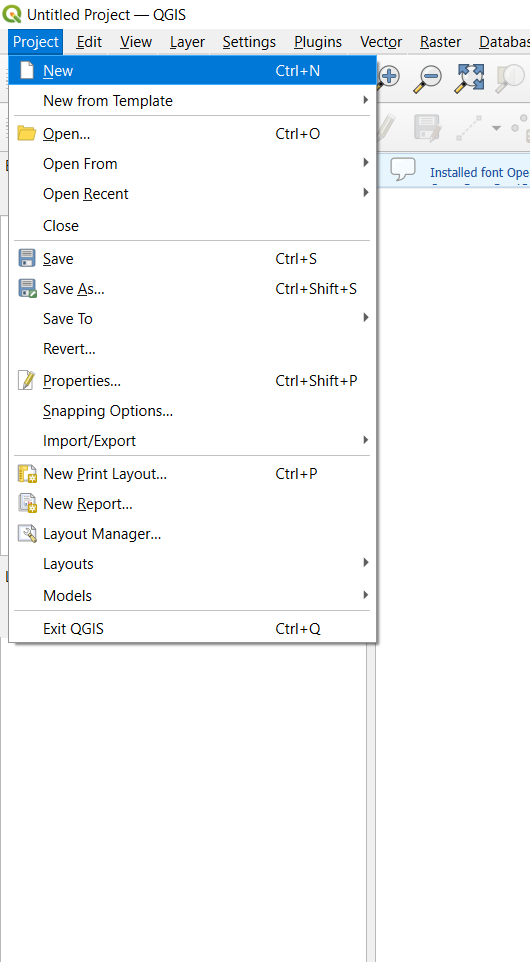 Untitled Project — QGIS
Project Edit View Layer Settings Plugins Vector Raster Databas
New Ctrl+N
New from Template
Open... Ctrl+O
Open From
Open Recent
Close
Installed font Ope
Save Ctrl+S
Save As... Ctrl+Shift+S
Save To
Revert...
Properties... Ctrl+Shift+P
Snapping Options...
Import/Export
New Print Layout... Ctrl+P
New Report...
Layout Manager...
Layouts
Models
Exit QGIS Ctrl+Q